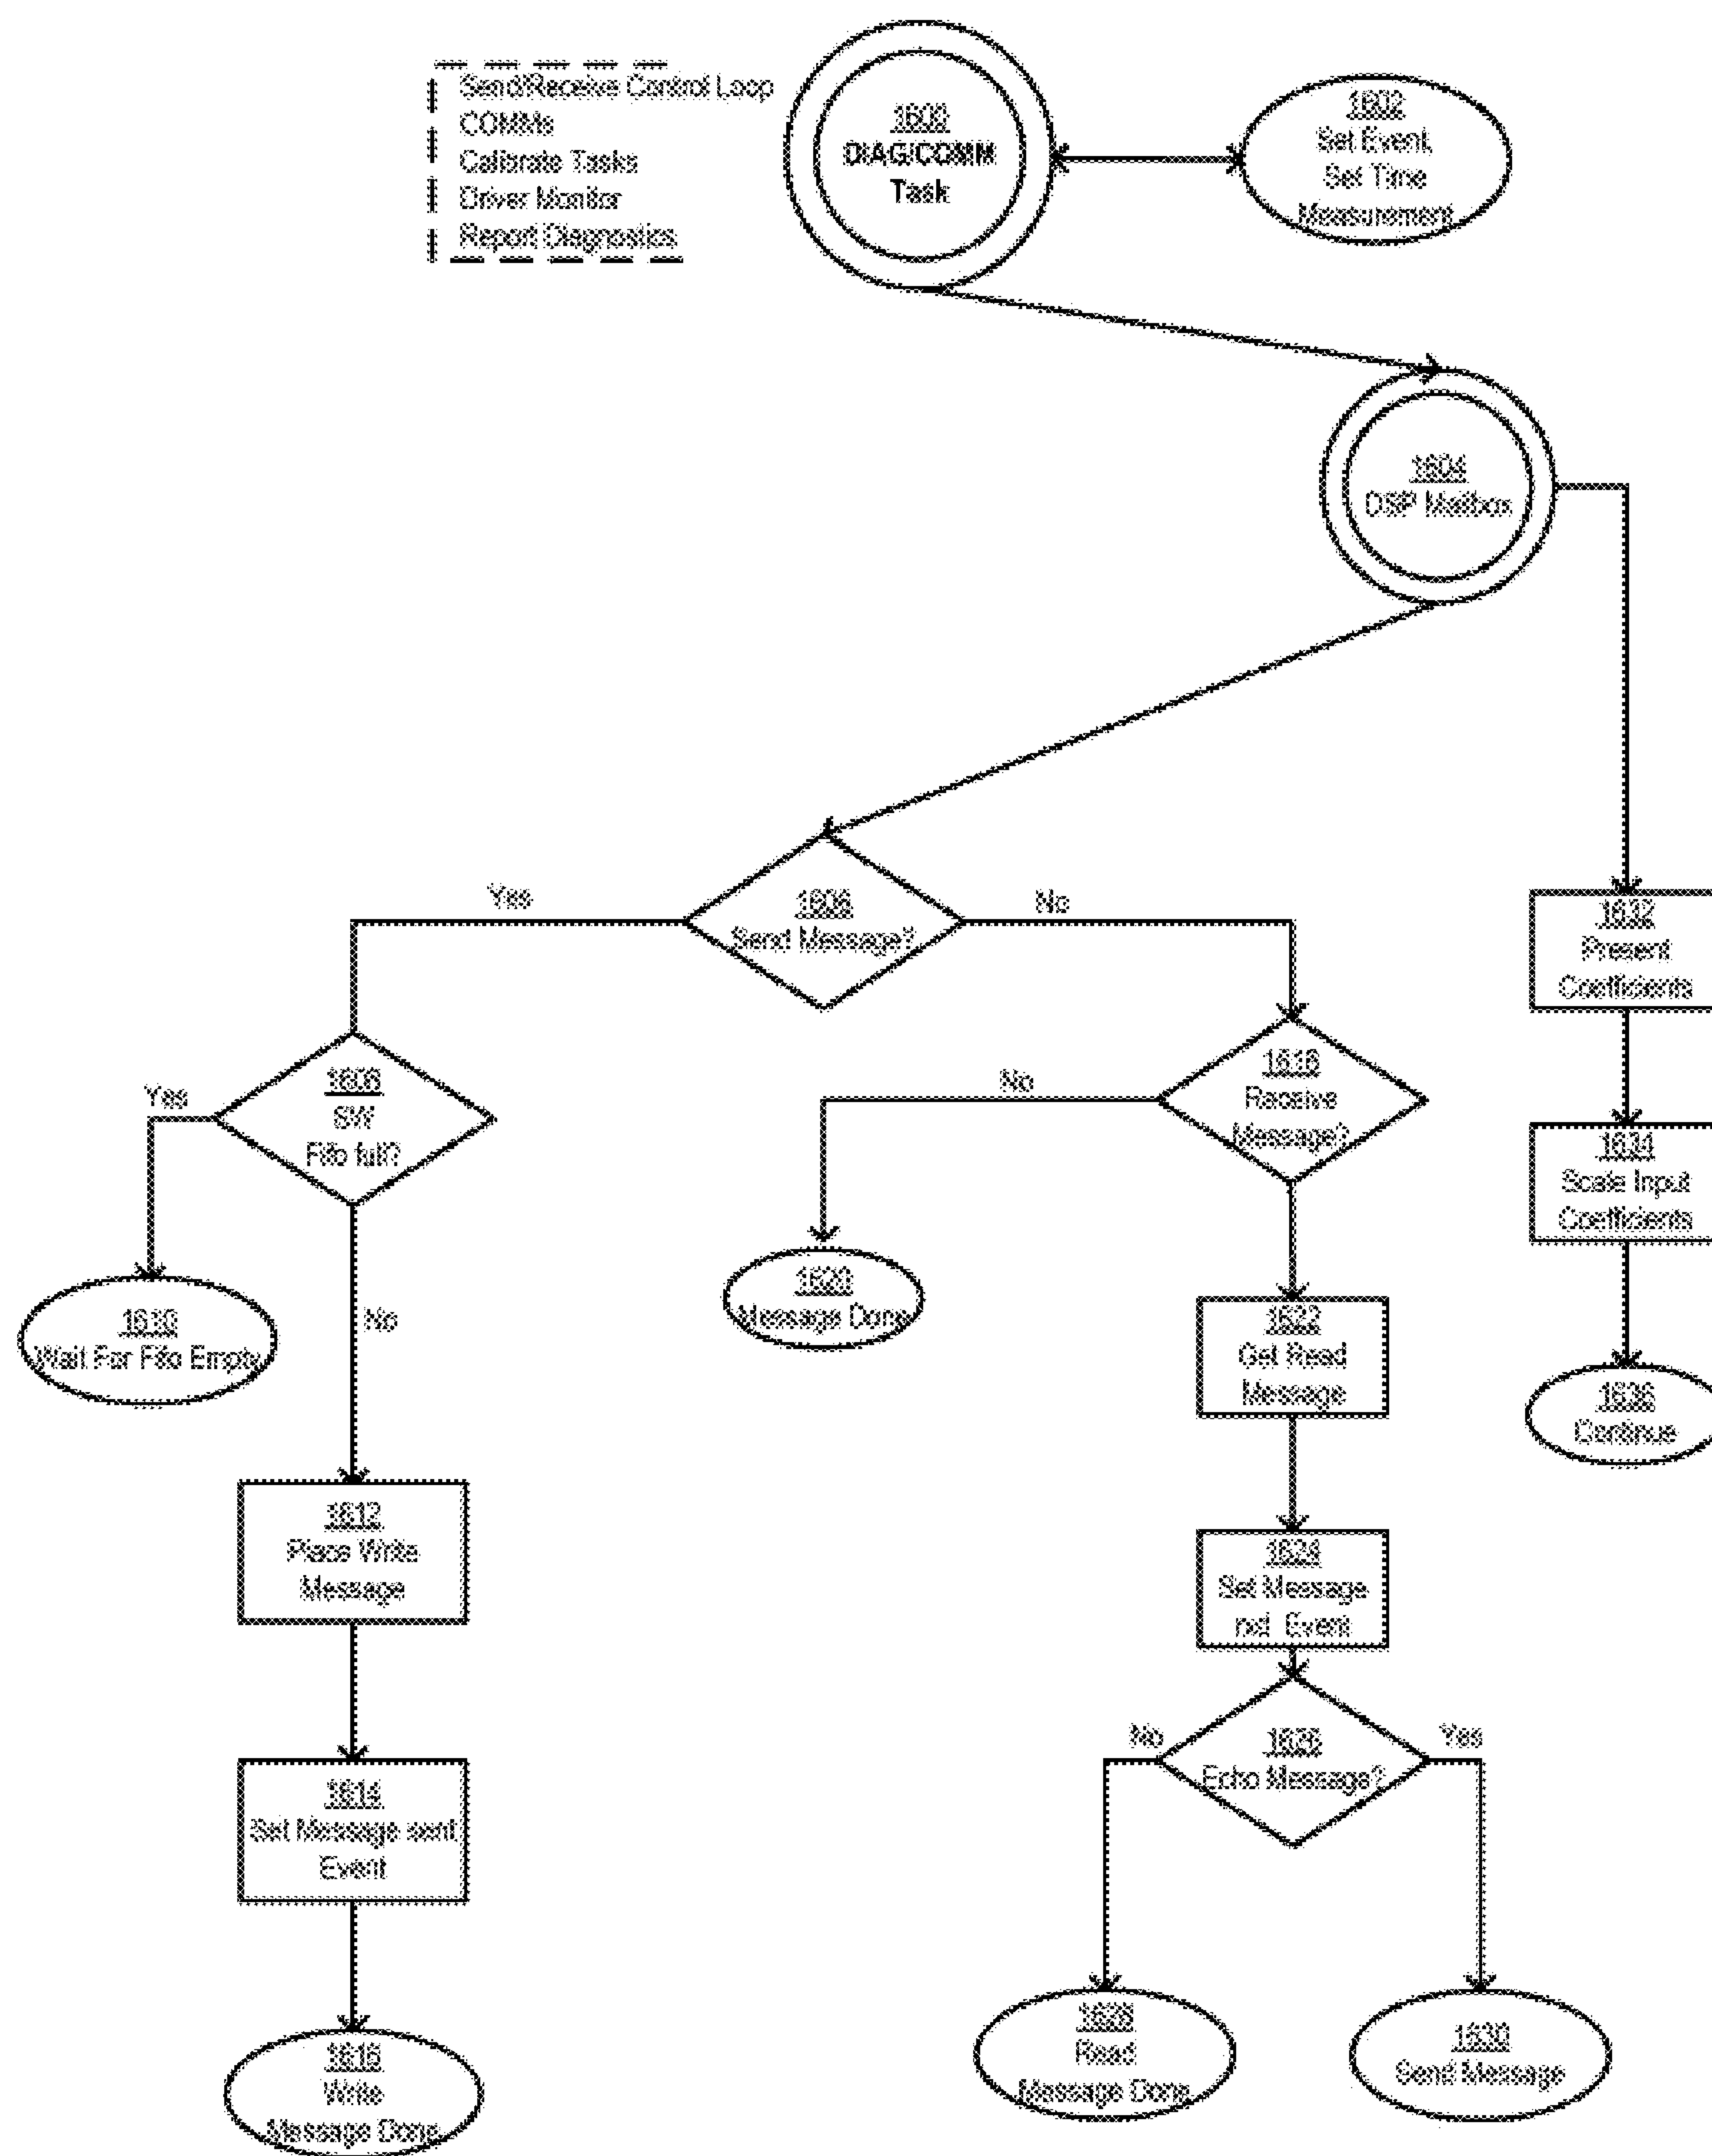 Send/Receive Control Loop
COMMs
Calibrate Tasks
Driver Monitor
Report Diagnostics
1600
DIAG/COMM
Task
1602
Set Event,
Set Time
Measurement
1604
DSP Mailbox
1606
Send Message?
Yes
No
1608
SW
Fifo full?
Yes
No
1610
Wait For Fifo Empty
1612
Place Write
Message
1614
Set Message sent
Event
1616
Write
Message Done
1618
Receive
Message?
No
1620
Message Done
1622
Get Read
Message
1624
Set Message
rxd Event
1626
Echo Message?
No
Yes
1628
Read
Message Done
1630
Send Message
1632
Present
Coefficients
1634
Scale Input
Coefficients
1636
Continue